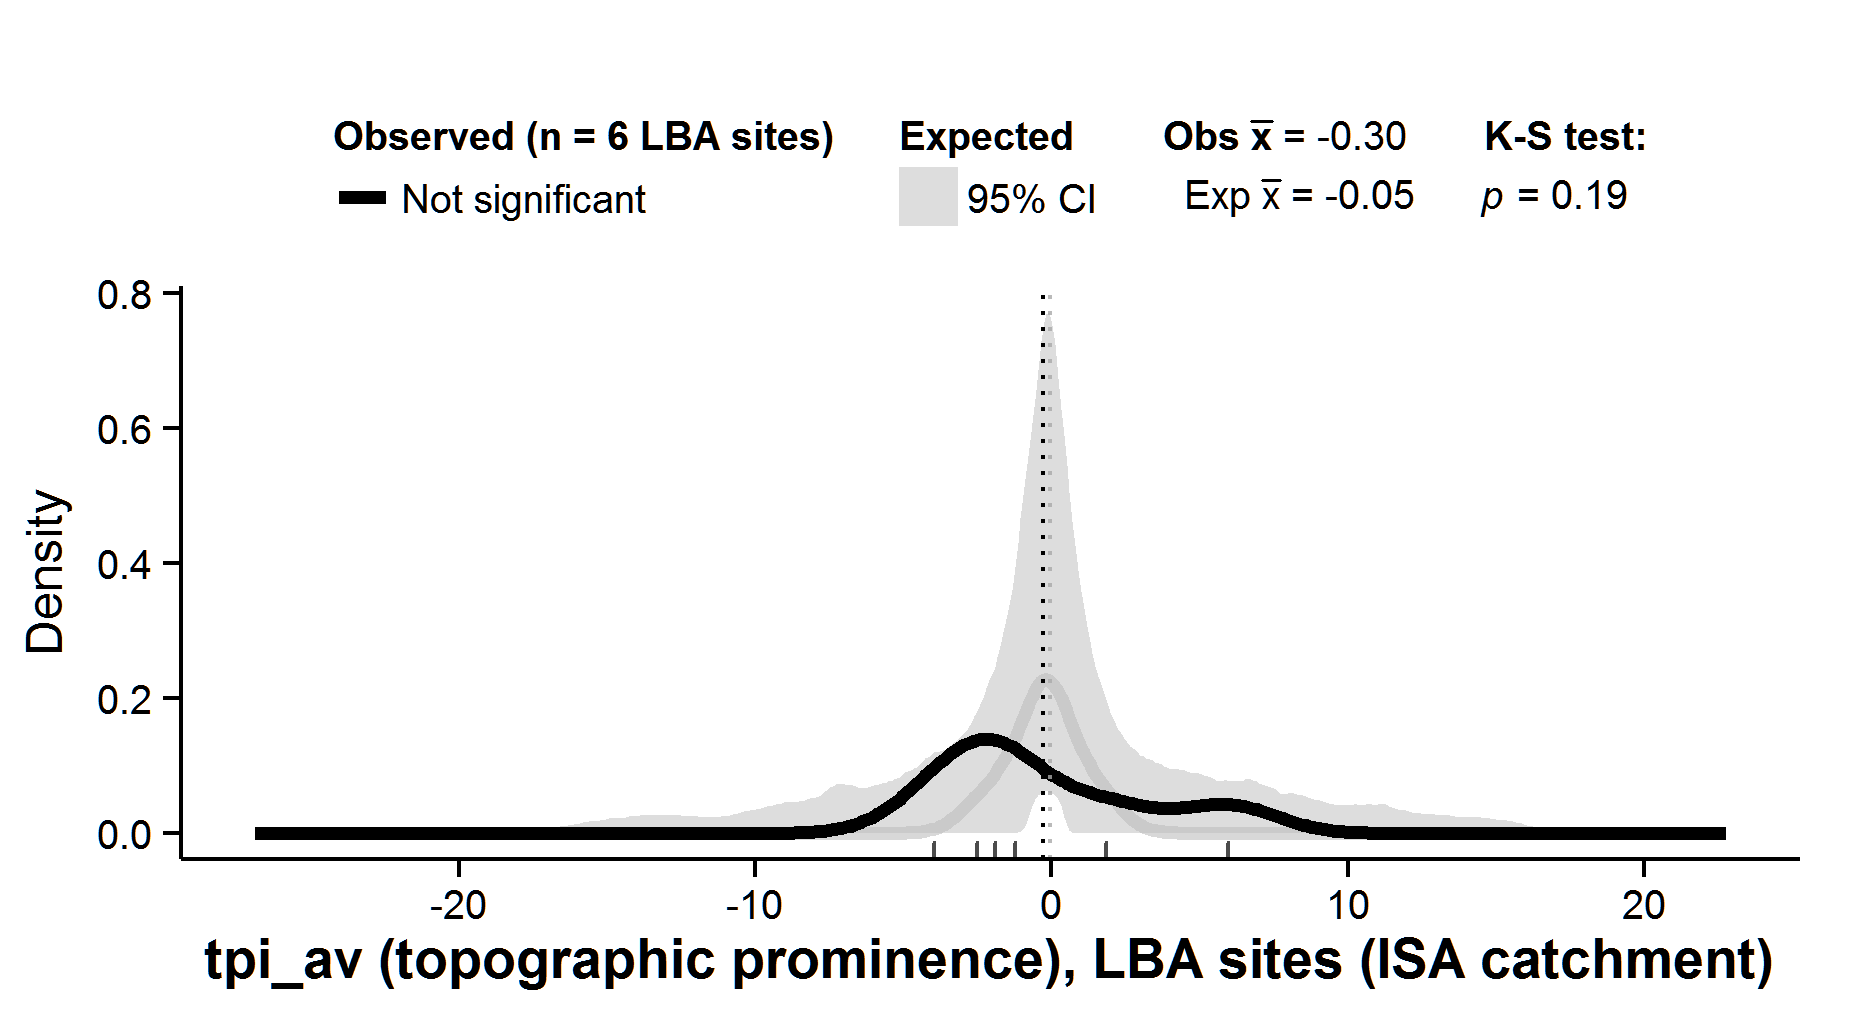 Observed (n = 6 LBA sites) Expected Obs x̅ = -0.30 K-S test:
Not significant 95% CI Exp x̅ = -0.05 p = 0.19
0.8
0.6
0.4
0.2
0.0
Density
-20 -10 0 10 20
tpi_av (topographic prominence), LBA sites (ISA catchment)